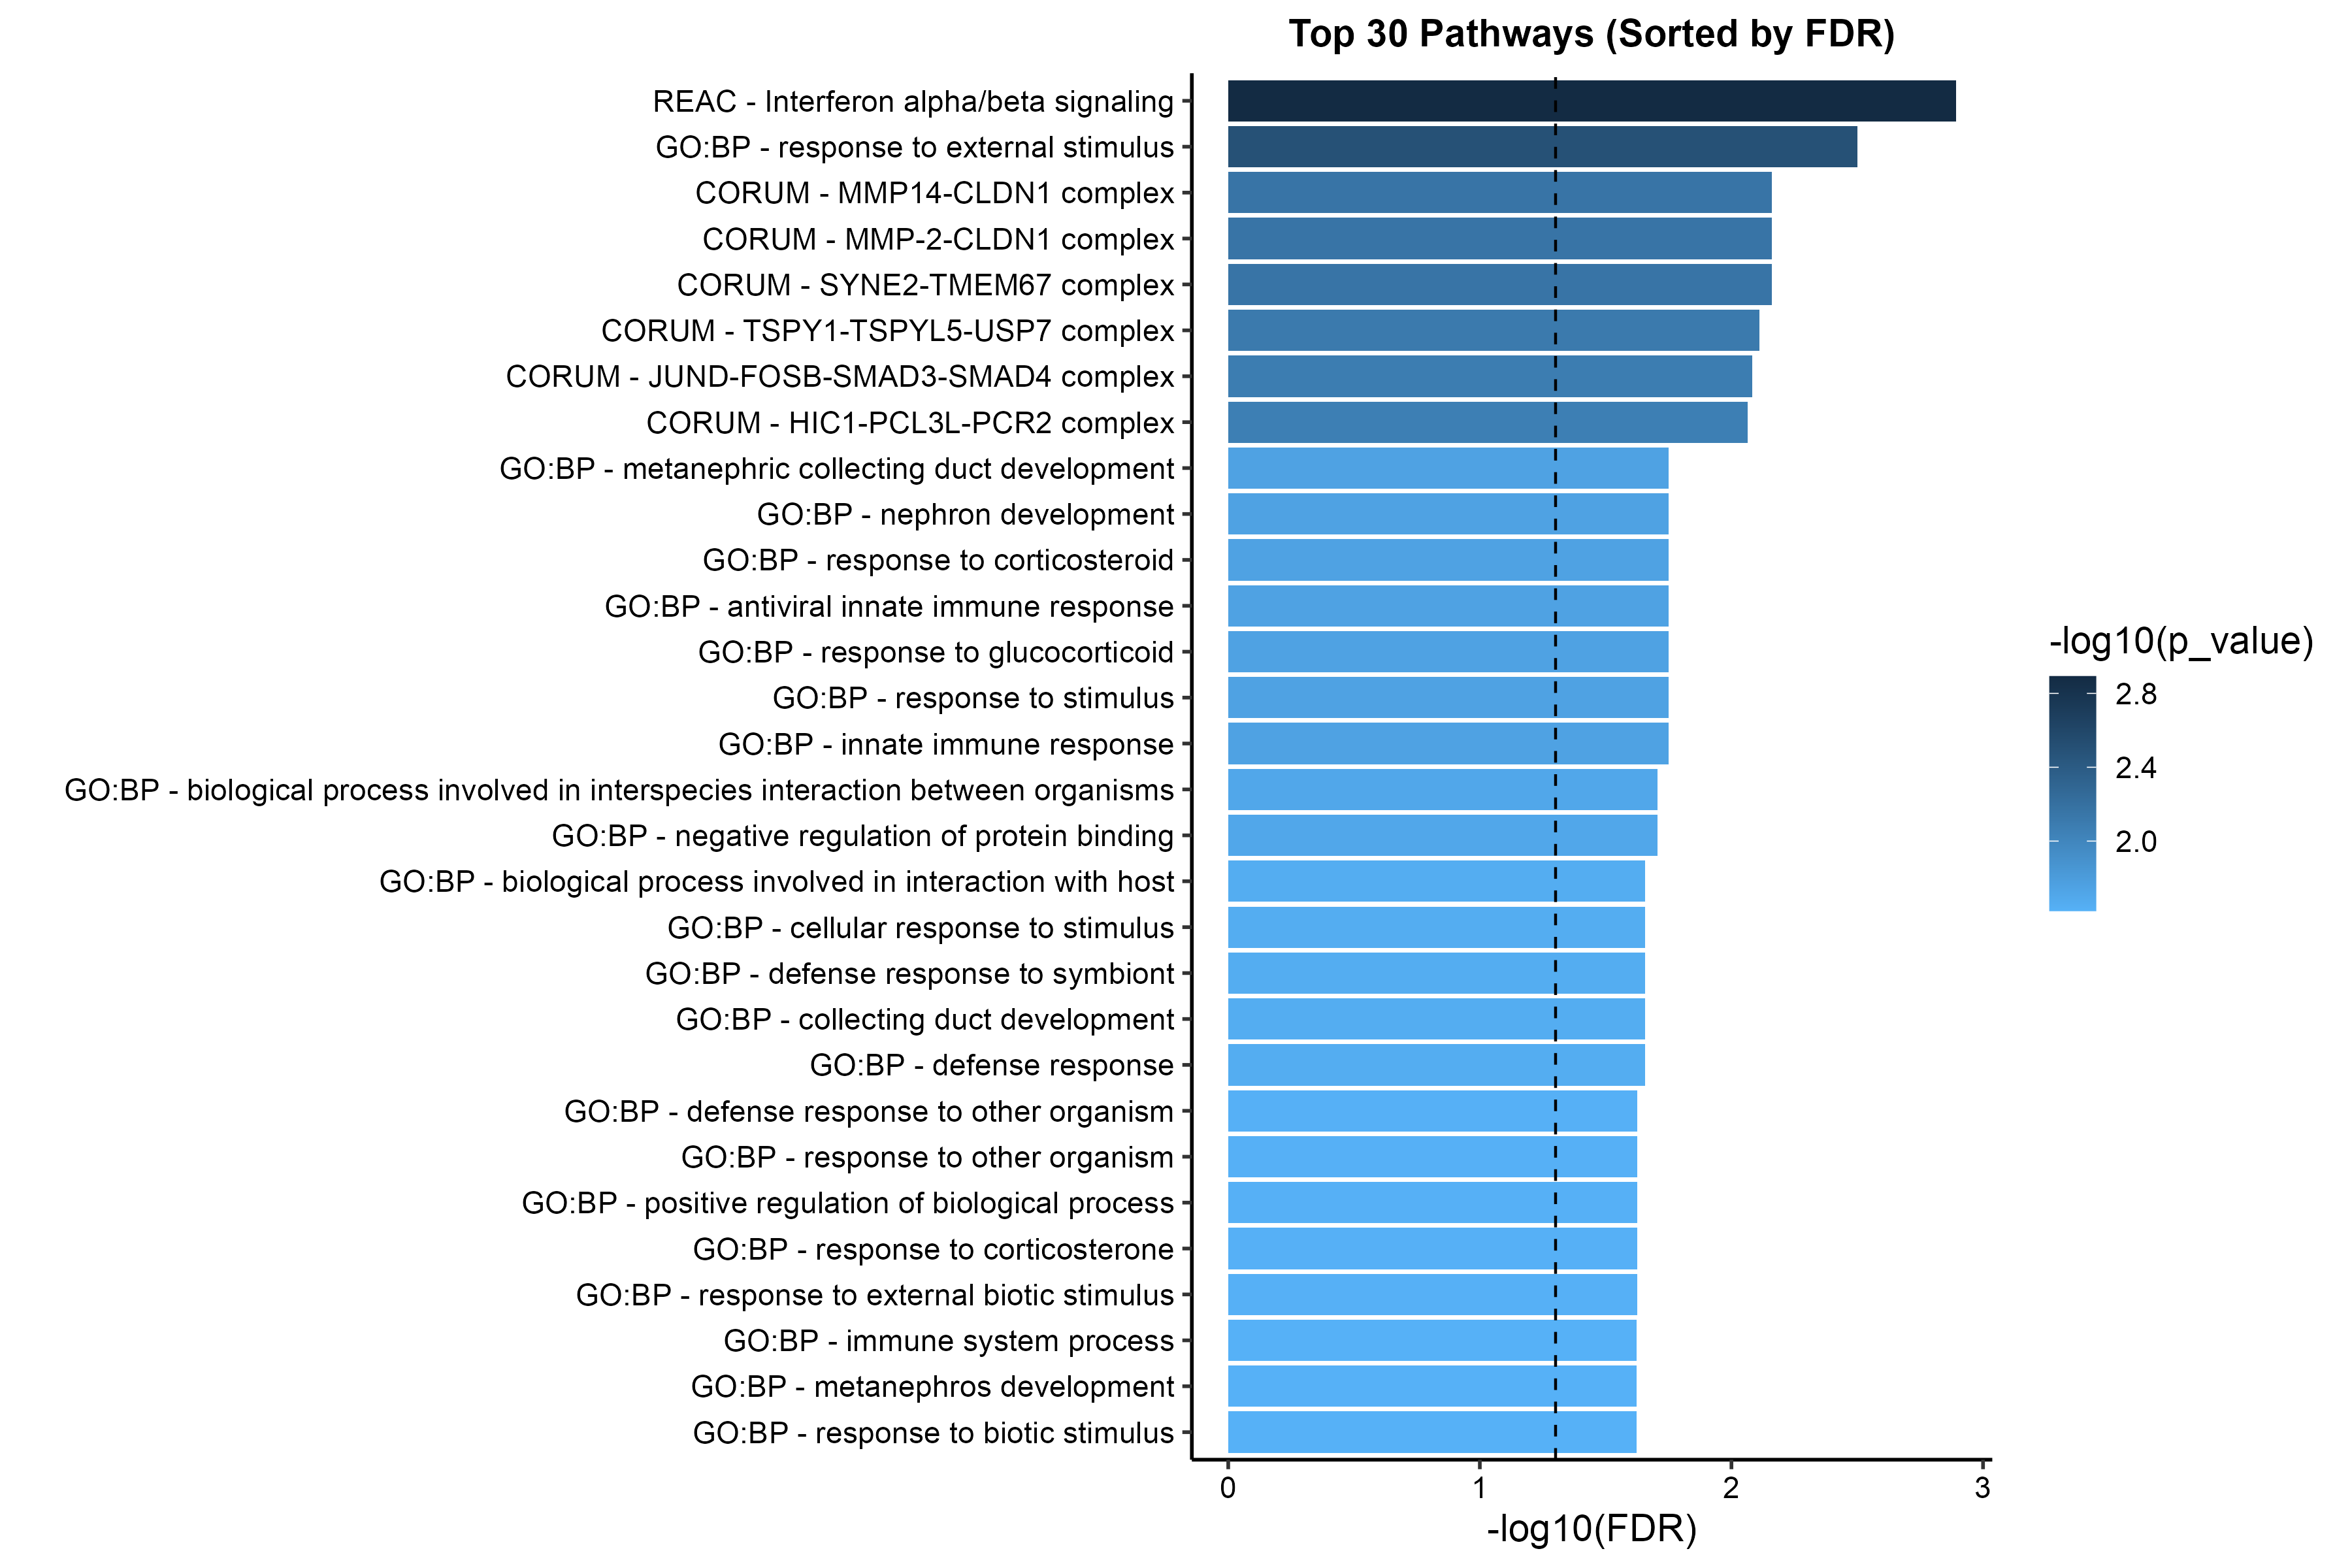 Top 30 Pathways (Sorted by FDR)
REAC - Interferon alpha/beta signaling
GO:BP - response to external stimulus
CORUM - MMP14-CLDN1 complex
CORUM - MMP-2-CLDN1 complex
CORUM - SYNE2-TMEM67 complex
CORUM - TSPY1-TSPYL5-USP7 complex
CORUM - JUND-FOSB-SMAD3-SMAD4 complex
CORUM - HIC1-PCL3L-PCR2 complex
GO:BP - metanephric collecting duct development
GO:BP - nephron development
GO:BP - response to corticosteroid
GO:BP - antiviral innate immune response
GO:BP - response to glucocorticoid
GO:BP - response to stimulus
GO:BP - innate immune response
GO:BP - biological process involved in interspecies interaction between organisms
GO:BP - negative regulation of protein binding
GO:BP - biological process involved in interaction with host
GO:BP - cellular response to stimulus
GO:BP - defense response to symbiont
GO:BP - collecting duct development
GO:BP - defense response
GO:BP - defense response to other organism
GO:BP - response to other organism
GO:BP - positive regulation of biological process
GO:BP - response to corticosterone
GO:BP - response to external biotic stimulus
GO:BP - immune system process
GO:BP - metanephros development
GO:BP - response to biotic stimulus
0 1 2 3
-log10(FDR)
-log10(p_value)
2.8
2.4
2.0